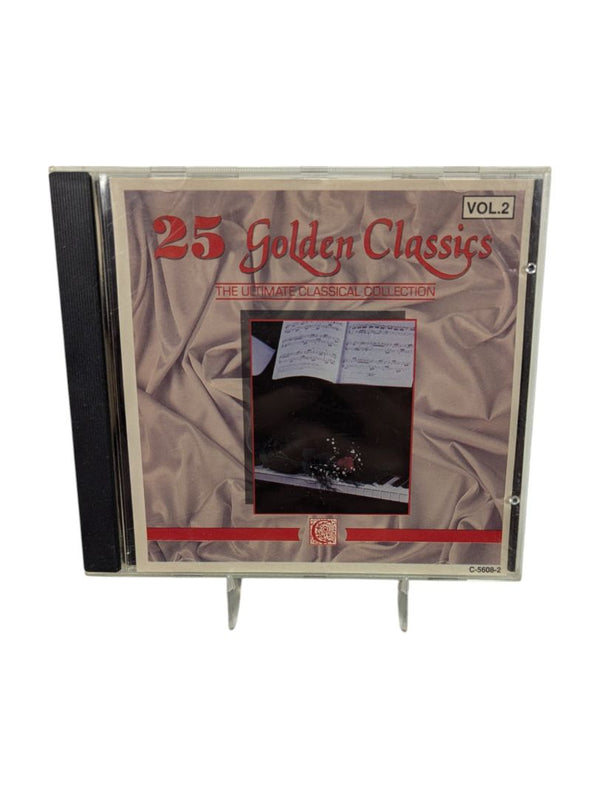 VOL.2
25 Golden Classics
THE ULTIMATE CLASSICAL COLLECTION
C-5608-2